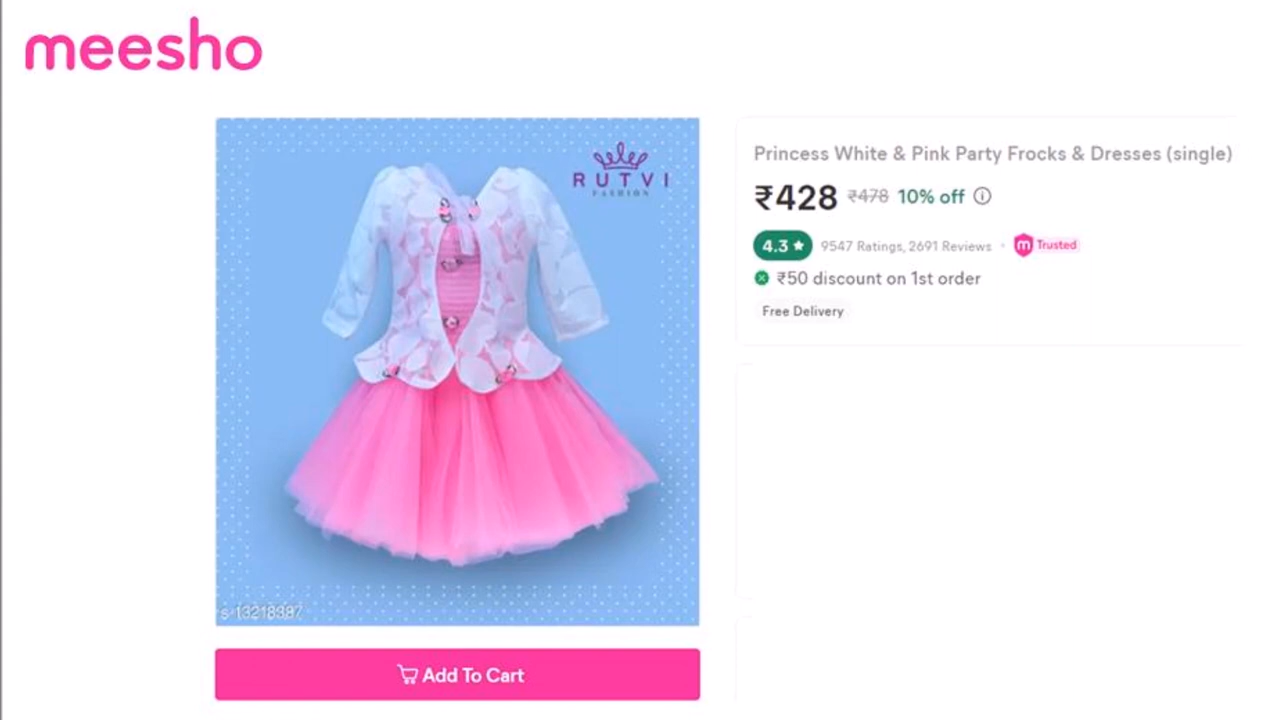 meesho
RUTVI
FASHION
Princess White & Pink Party Frocks & Dresses (single)
₹428 ₹478 10% off
4.3 ★ 9547 Ratings, 2691 Reviews • m Trusted
₹50 discount on 1st order
Free Delivery
s-13218387
Add To Cart